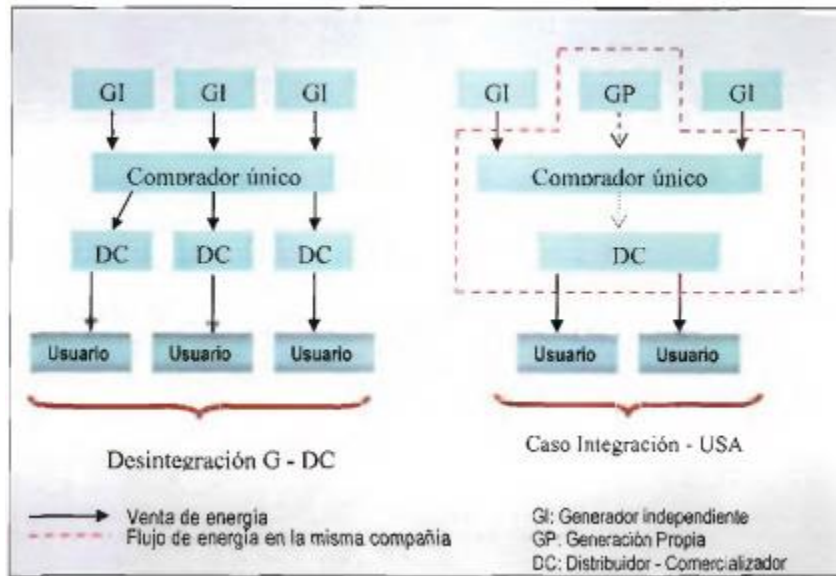 GI GI GI
Comprador único
DC DC DC
Usuario Usuario Usuario
Desintegración G - DC
GI GP GI
Comprador único
DC
Usuario Usuario
Caso Integración - USA
Venta de energía
Flujo de energía en la misma compañía
GI: Generador independiente
GP: Generación Propia
DC: Distribuidor - Comercializador